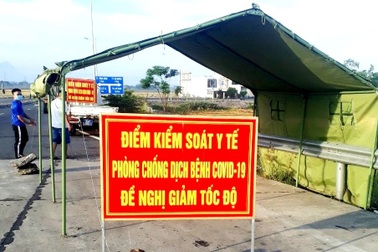 ĐIỂM KIỂM SOÁT Y TẾ
PHÒNG CHỐNG DỊCH BỆNH COVID-19
ĐỀ NGHỊ GIẢM TỐC ĐỘ